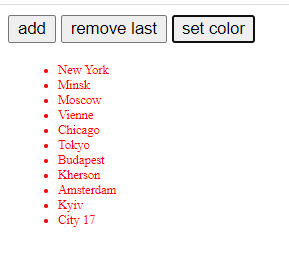 add remove last set color
New York
Minsk
Moscow
Vienne
Chicago
Tokyo
Budapest
Kherson
Amsterdam
Kyiv
City 17